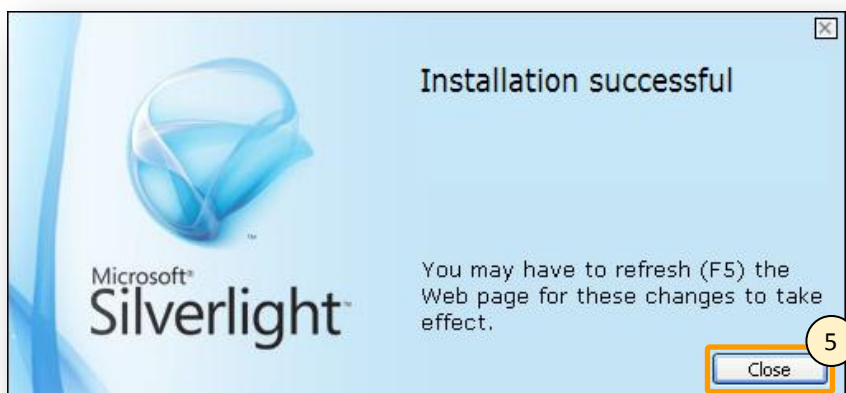 Installation successful
Microsoft®
Silverlight™
You may have to refresh (F5) the
Web page for these changes to take
effect.
5
Close